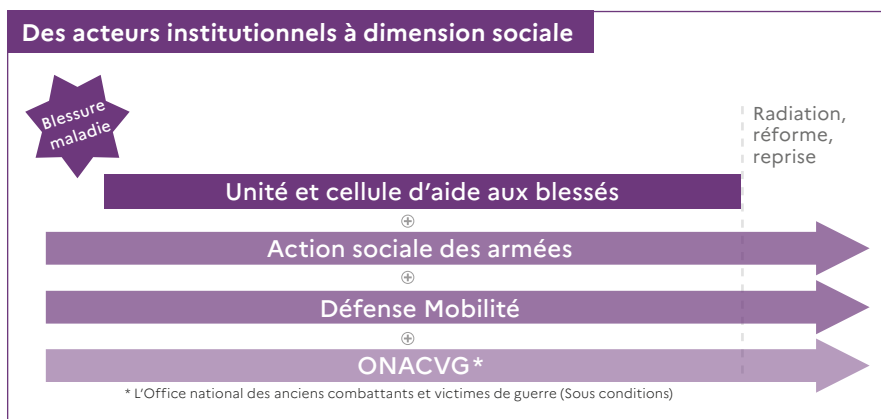 Des acteurs institutionnels à dimension sociale
Blessure
maladie
Radiation,
réforme,
reprise
Unité et cellule d'aide aux blessés
+
Action sociale des armées
+
Défense Mobilité
+
ONACVG*
* L'Office national des anciens combattants et victimes de guerre (Sous conditions)